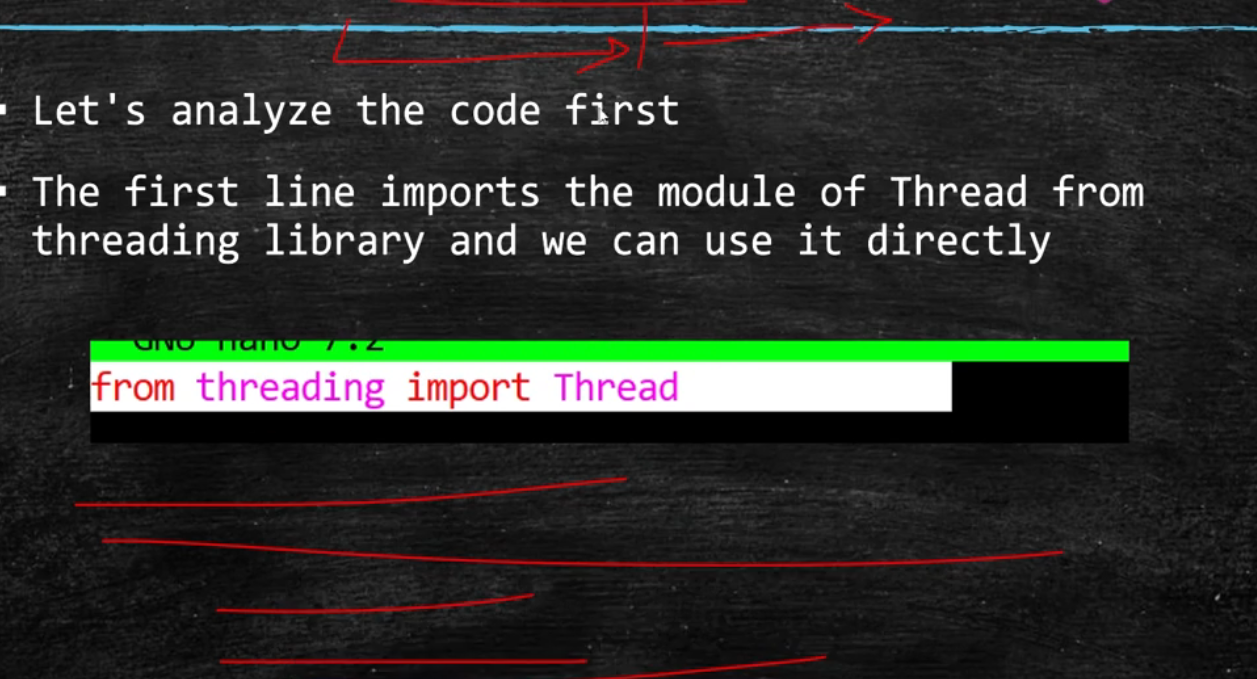 ▪ Let's analyze the code first
▪ The first line imports the module of Thread from
threading library and we can use it directly
GNU nano 7.2
from threading import Thread